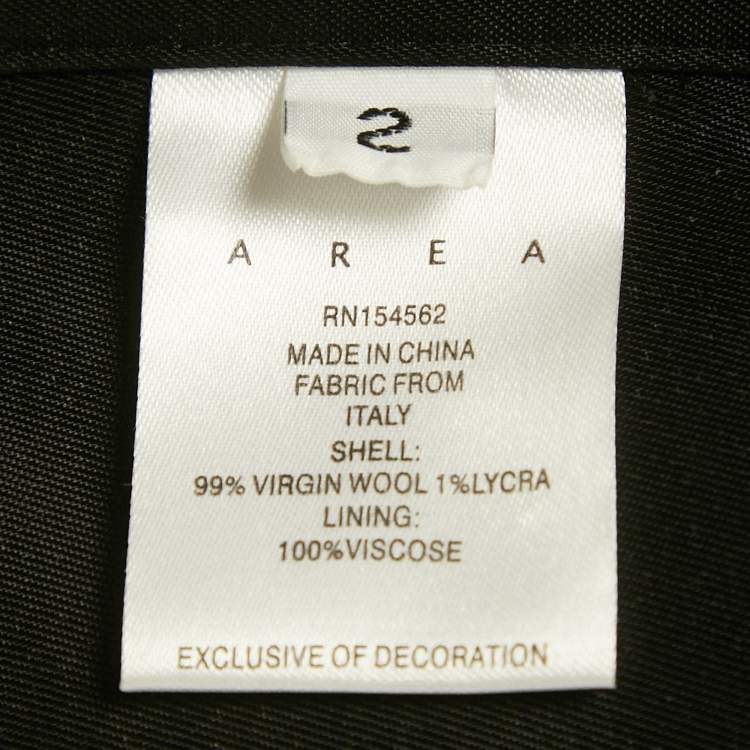 2
A R E A
RN154562
MADE IN CHINA
FABRIC FROM
ITALY
SHELL:
99% VIRGIN WOOL 1%LYCRA
LINING:
100%VISCOSE
EXCLUSIVE OF DECORATION